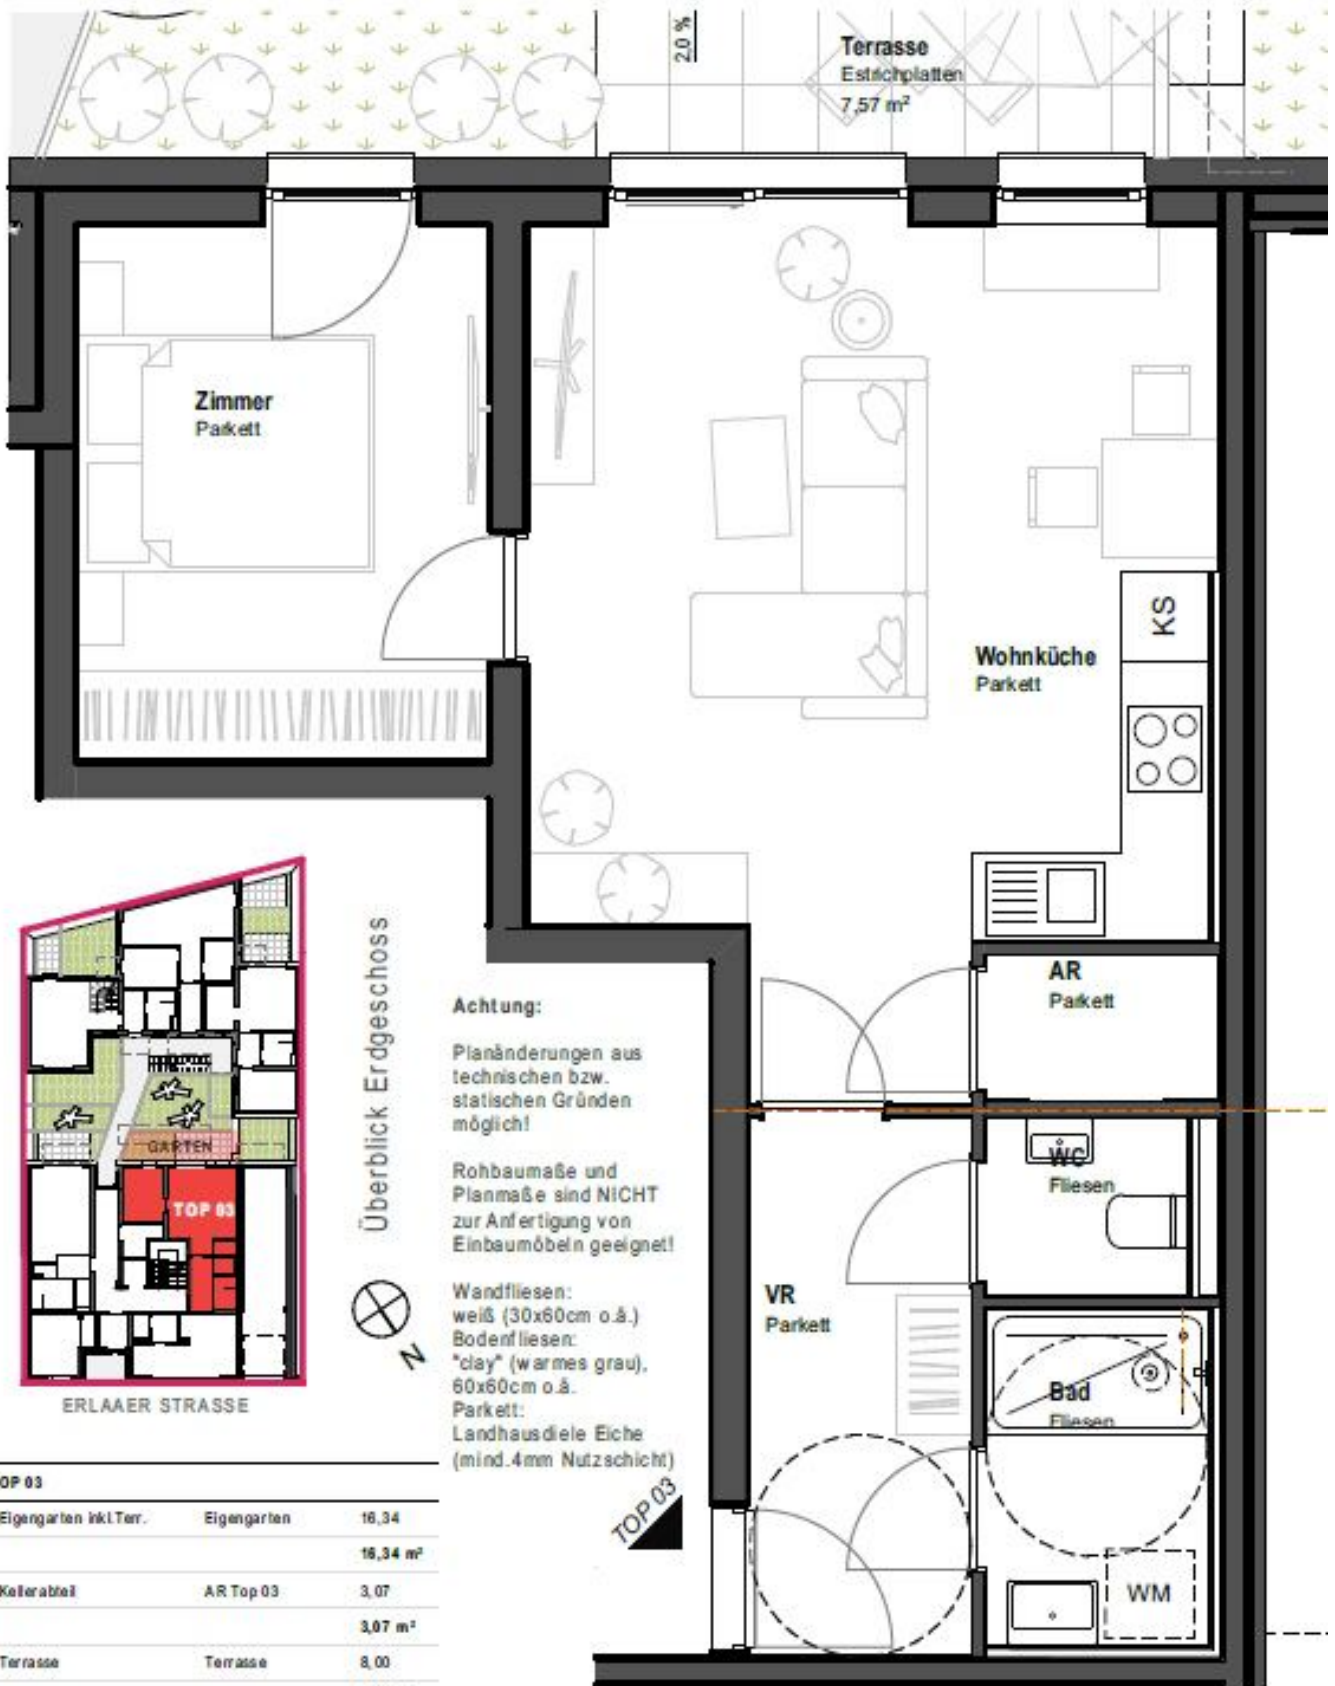 2.0 %
Terrasse
Estrichplatten
7,57 m²
Zimmer
Parkett
KS
Wohnküche
Parkett
AR
Parkett
WC
Fliesen
VR
Parkett
Bad
Fliesen
WM
TOP 03
GARTEN
TOP 03
ERLAAER STRASSE
Überblick Erdgeschoss
N
Achtung:
Planänderungen aus
technischen bzw.
statischen Gründen
möglich!
Rohbaumaße und
Planmaße sind NICHT
zur Anfertigung von
Einbaumöbeln geeignet!
Wandfliesen:
weiß (30x60cm o.ä.)
Bodenfliesen:
"clay" (warmes grau),
60x60cm o.ä.
Parkett:
Landhausdiele Eiche
(mind.4mm Nutzschicht)
OP 03
Eigengarten inkl.Terr. Eigengarten 16,34
16,34 m²
Kellerabteil AR Top 03 3,07
3,07 m²
Terrasse Terrasse 8,00